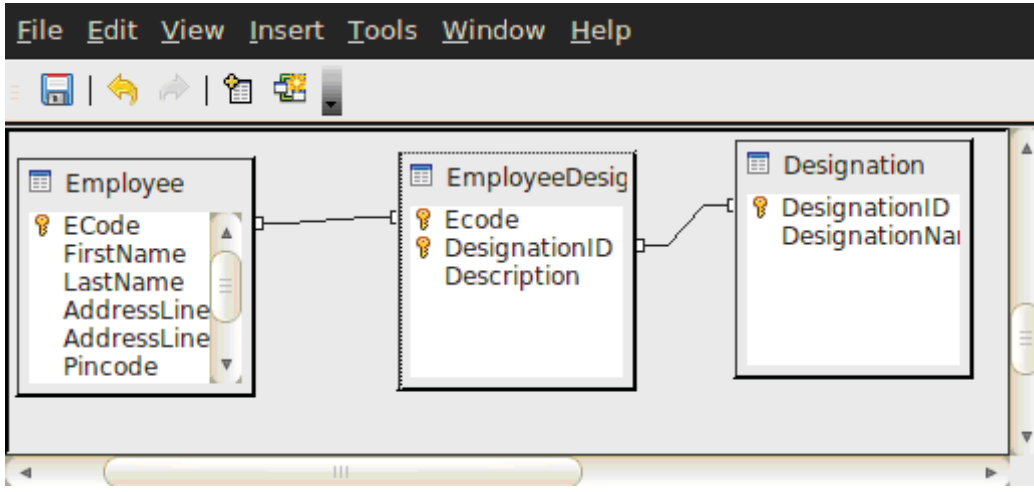 File Edit View Insert Tools Window Help
Employee
ECode
FirstName
LastName
AddressLine
AddressLine
Pincode
EmployeeDesig
Ecode
DesignationID
Description
Designation
DesignationID
DesignationNa